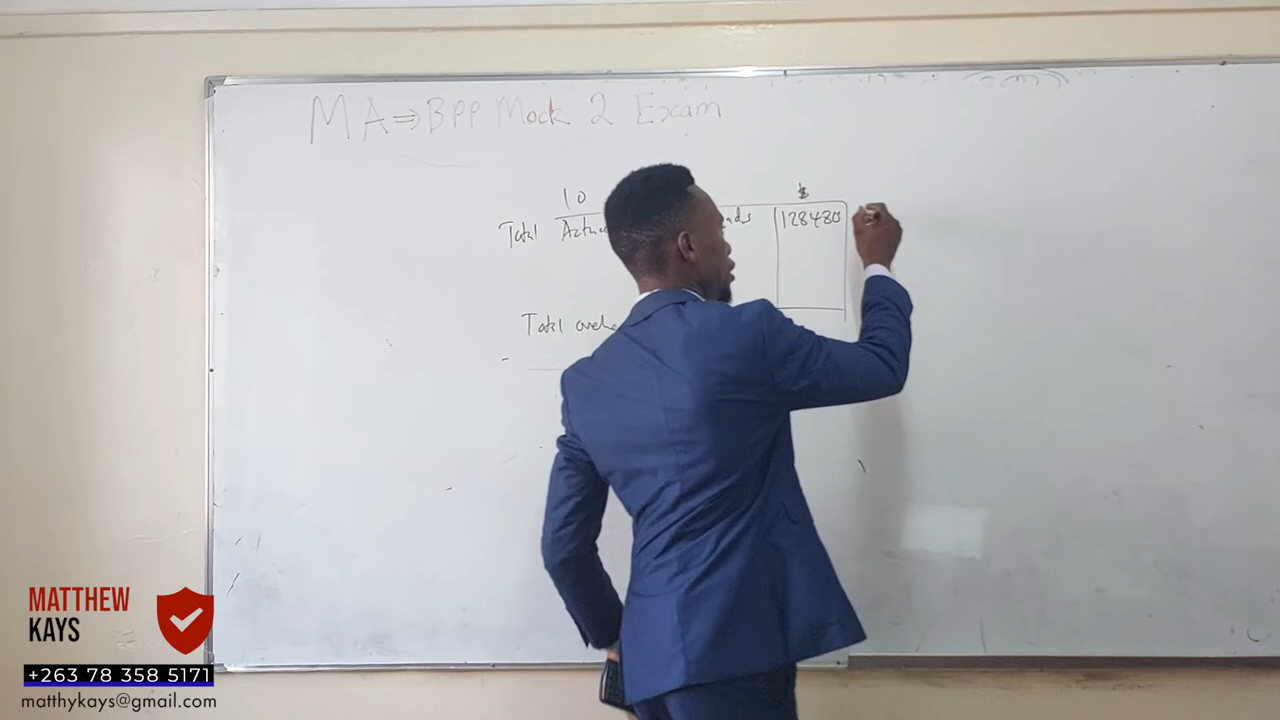 MA⇒BPP Mock 2 Exam
10 $
Total 128480
Total
MATTHEW
KAYS
+263 78 358 5171
matthykays@gmail.com